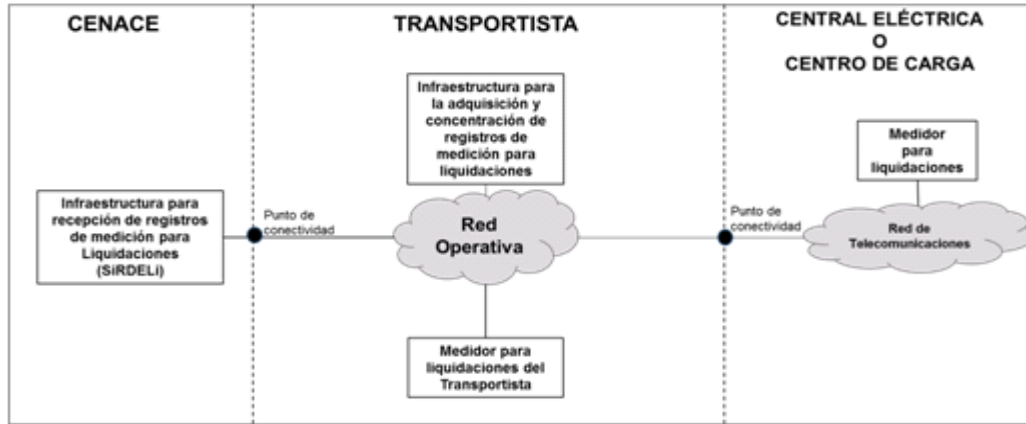 CENACE
TRANSPORTISTA
CENTRAL ELÉCTRICA
O
CENTRO DE CARGA
Infraestructura para
la adquisición y
concentración de
registros de
medición para
liquidaciones
Medidor
para
liquidaciones
Infraestructura para
recepción de registros
de medición para
Liquidaciones
(SiRDELi)
Punto de
conectividad
Red
Operativa
Punto de
conectividad
Red de
Telecomunicaciones
Medidor para
liquidaciones del
Transportista